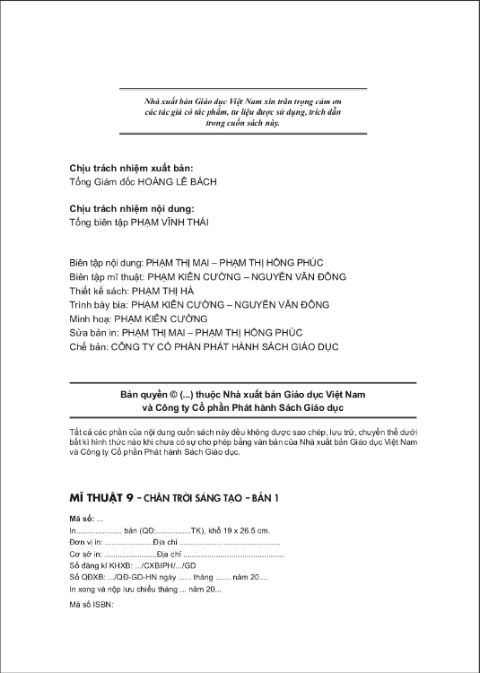 Nhà xuất bản Giáo dục Việt Nam xin trân trọng cảm ơn
các tác giả có tác phẩm, tư liệu được sử dụng, trích dẫn
trong cuốn sách này.
Chịu trách nhiệm xuất bản:
Tổng Giám đốc HOÀNG LÊ BÁCH
Chịu trách nhiệm nội dung:
Tổng biên tập PHẠM VĨNH THÁI
Biên tập nội dung: PHẠM THỊ MAI – PHẠM THỊ HỒNG PHÚC
Biên tập mĩ thuật: PHẠM KIÊN CƯỜNG – NGUYỄN VĂN ĐÔNG
Thiết kế sách: PHẠM THỊ HÀ
Trình bày bìa: PHẠM KIÊN CƯỜNG – NGUYỄN VĂN ĐÔNG
Minh hoạ: PHẠM KIÊN CƯỜNG
Sửa bản in: PHẠM THỊ MAI – PHẠM THỊ HỒNG PHÚC
Chế bản: CÔNG TY CỔ PHẦN PHÁT HÀNH SÁCH GIÁO DỤC
Bản quyền © (...) thuộc Nhà xuất bản Giáo dục Việt Nam
và Công ty Cổ phần Phát hành Sách Giáo dục
Tất cả các phần của nội dung cuốn sách này đều không được sao chép, lưu trữ, chuyển thể dưới
bất kì hình thức nào khi chưa có sự cho phép bằng văn bản của Nhà xuất bản Giáo dục Việt Nam
và Công ty Cổ phần Phát hành Sách Giáo dục.
MĨ THUẬT 9 – CHÂN TRỜI SÁNG TẠO – BẢN 1
Mã số: ...
In..................... bản (QĐ:................TK), khổ 19 x 26.5 cm.
Đơn vị in: ......................Địa chỉ ..............................................
Cơ sở in: ........................Địa chỉ ..............................................
Số đăng kí KHXB: .../CXBIPH/.../GD
Số QĐXB: .../QĐ-GD-HN ngày ...... tháng ....... năm 20....
In xong và nộp lưu chiểu tháng ... năm 20...
Mã số ISBN: